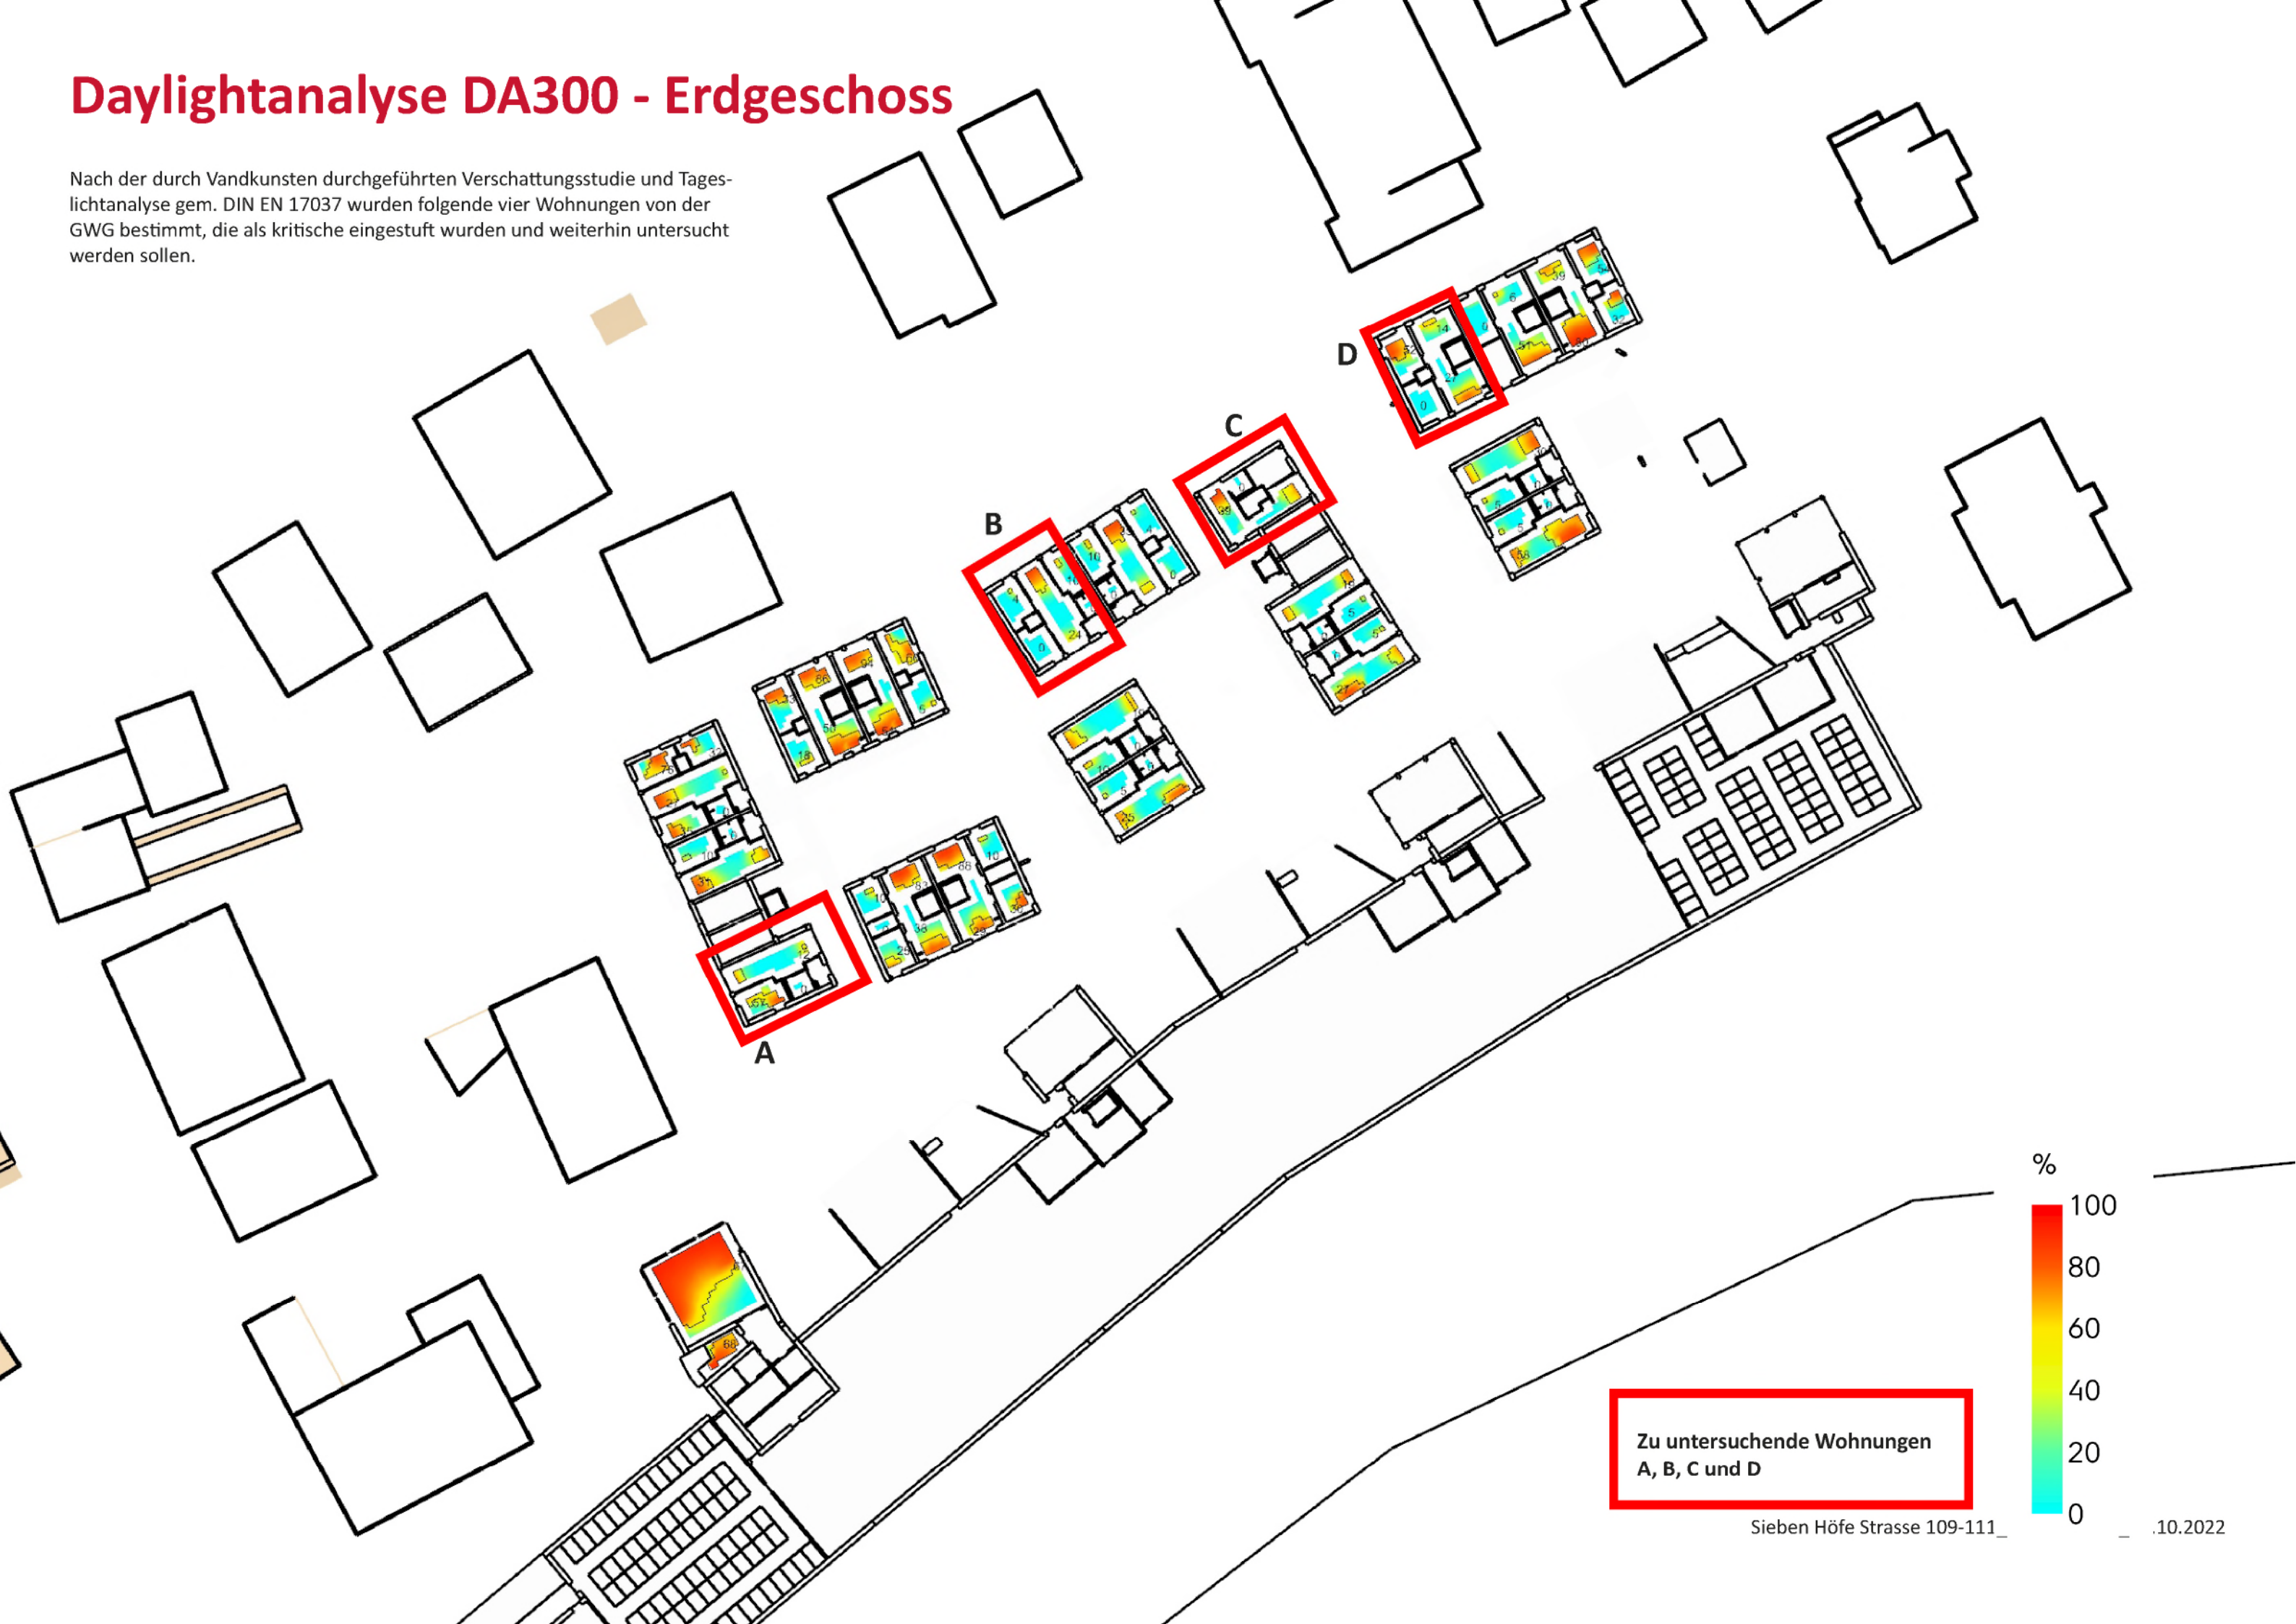 Daylightanalyse DA300 - Erdgeschoss
Nach der durch Vandkunsten durchgeführten Verschattungsstudie und Tages-
lichtanalyse gem. DIN EN 17037 wurden folgende vier Wohnungen von der
GWG bestimmt, die als kritische eingestuft wurden und weiterhin untersucht
werden sollen.
D
C
B
A
%
100
80
60
40
20
0
Zu untersuchende Wohnungen
A, B, C und D
Sieben Höfe Strasse 109-111_ _ .10.2022